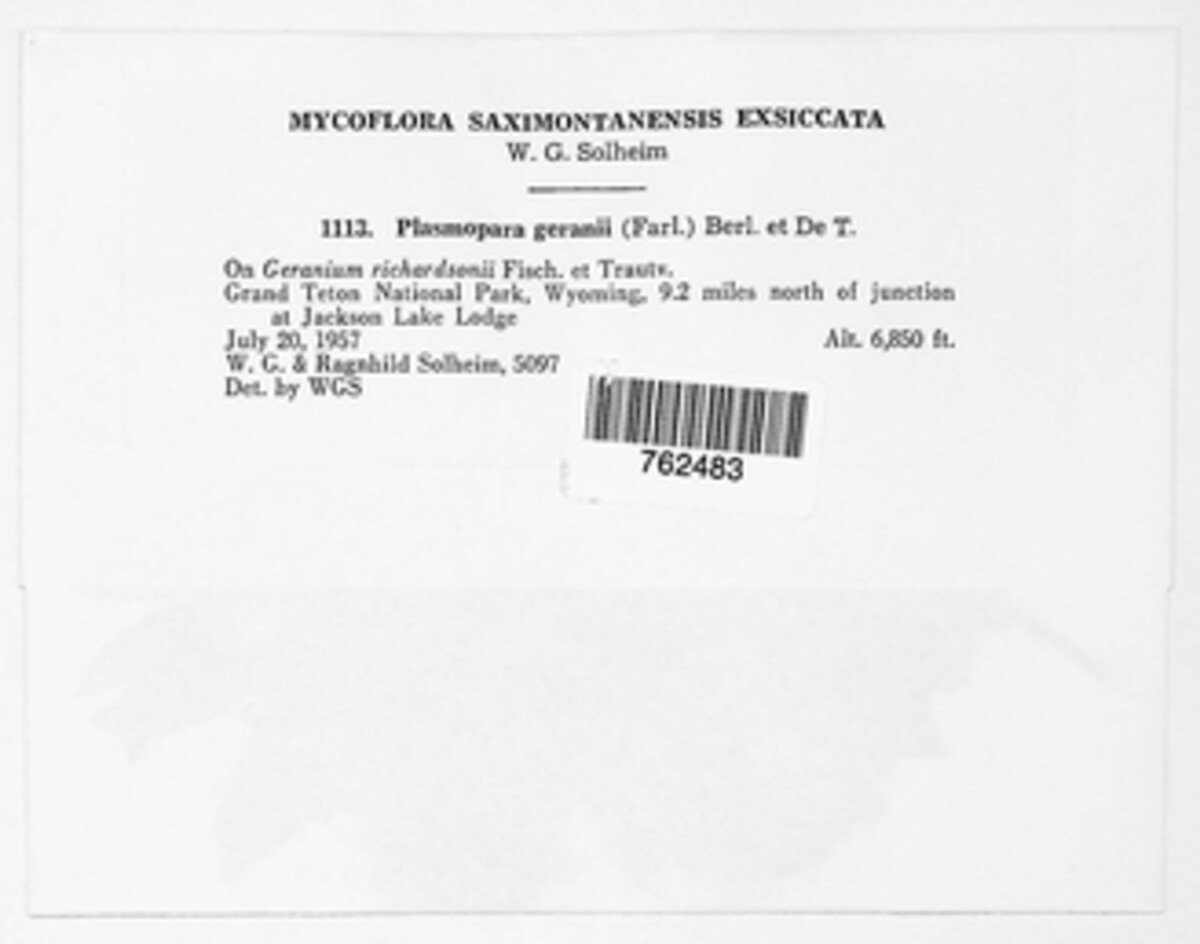 MYCOFLORA SAXIMONTANENSIS EXSICCATA
W. G. Solheim
1113. Plasmopara geranii (Farl.) Berl. et De T.
On Geranium richardsonii Fisch. et Trautv.
Grand Teton National Park, Wyoming, 9.2 miles north of junction
at Jackson Lake Lodge
July 20, 1957 Alt. 6,850 ft.
W. G. & Ragnhild Solheim, 5097
Det. by WGS
762483